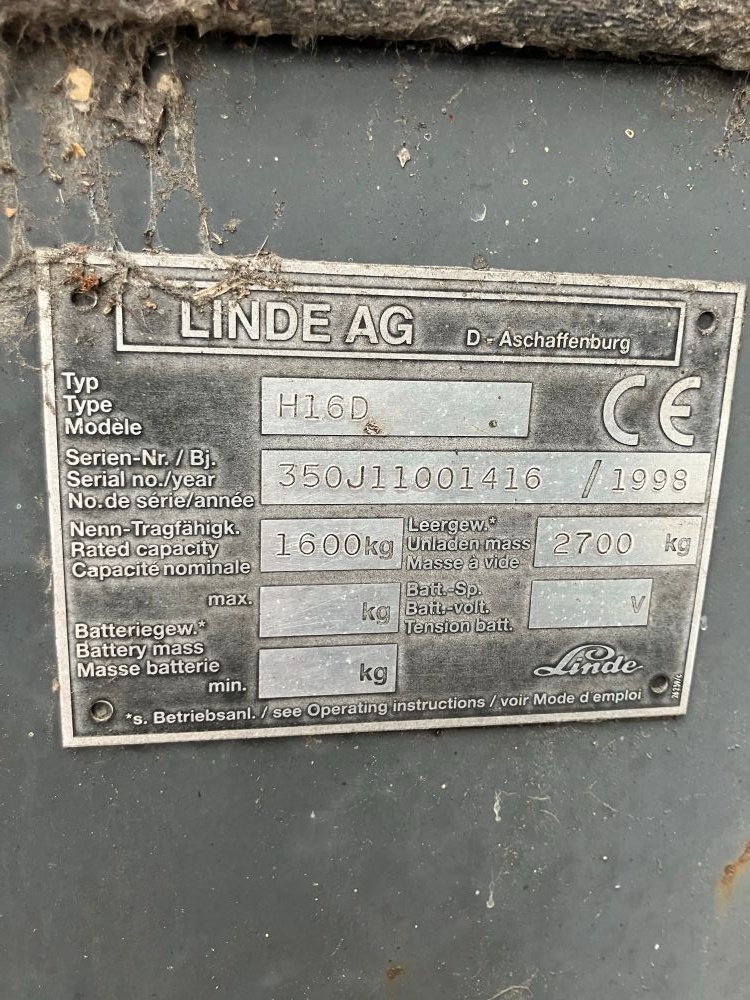 LINDE AG D - Aschaffenburg
Typ
Type
Modèle
H16D
CE
Serien-Nr. / Bj.
Serial no./year
No.de série/année
350J11001416 / 1998
Nenn-Tragfähigk.
Rated capacity
Capacité nominale
1600kg
Leergew.*
Unladen mass
Masse à vide
2700 kg
max.
kg
Batt.-Sp.
Batt.-volt.
Tension batt.
V
Batteriegew.*
Battery mass
Masse batterie
min.
kg
Linde
*s. Betriebsanl. / see Operating instructions / voir Mode d emploi